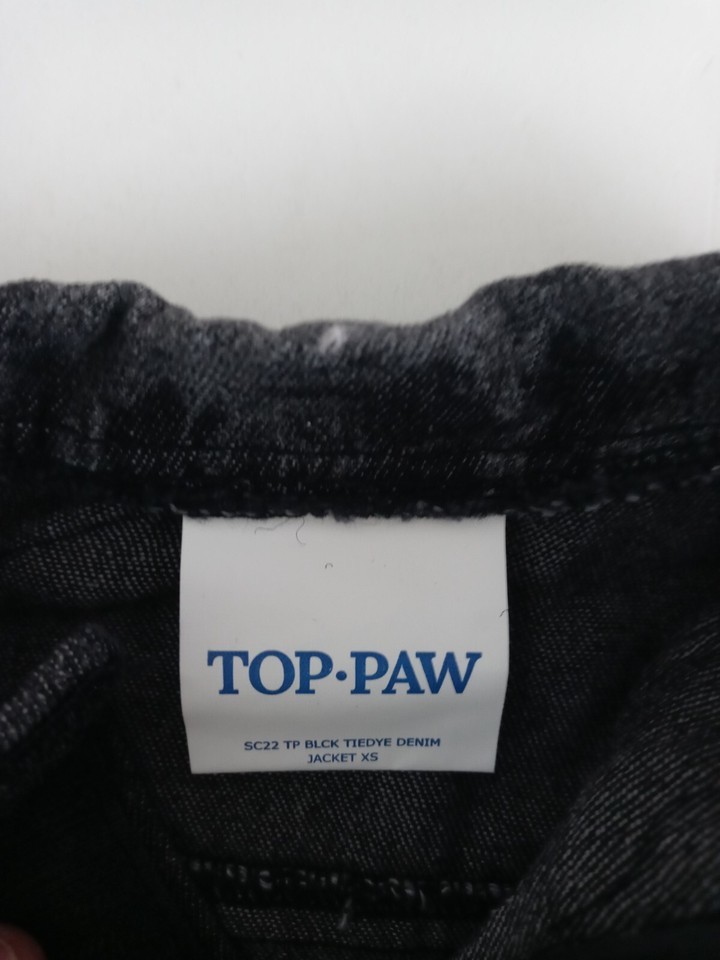 TOP•PAW
SC22 TP BLCK TIEDYE DENIM
JACKET XS